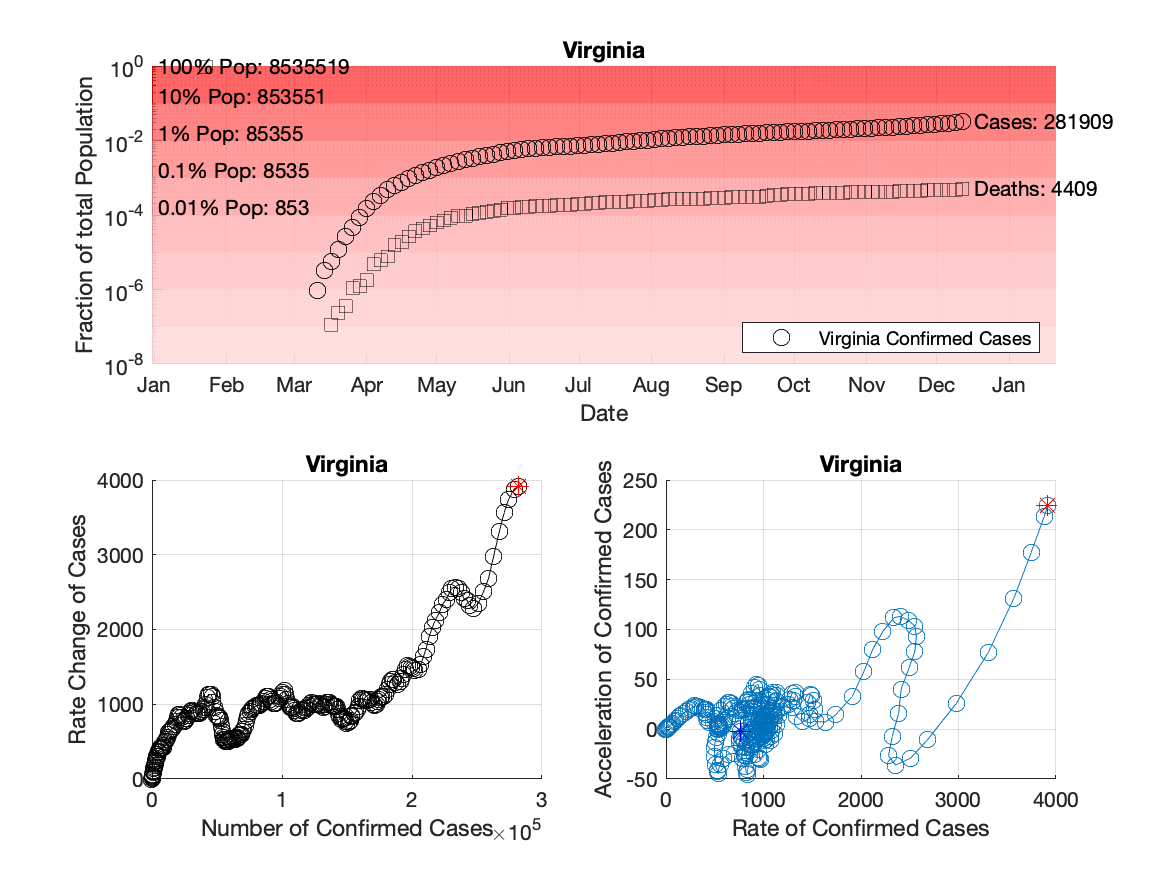 Virginia
10^0
10^-2
10^-4
10^-6
10^-8
Fraction of total Population
100% Pop: 8535519
10% Pop: 853551
1% Pop: 85355
0.1% Pop: 8535
0.01% Pop: 853
Cases: 281909
Deaths: 4409
Virginia Confirmed Cases
Jan Feb Mar Apr May Jun Jul Aug Sep Oct Nov Dec Jan
Date
Virginia
4000
3000
2000
1000
0
Rate Change of Cases
0 1 2 3
Number of Confirmed Cases ×10^5
Virginia
250
200
150
100
50
0
-50
Acceleration of Confirmed Cases
0 1000 2000 3000 4000
Rate of Confirmed Cases